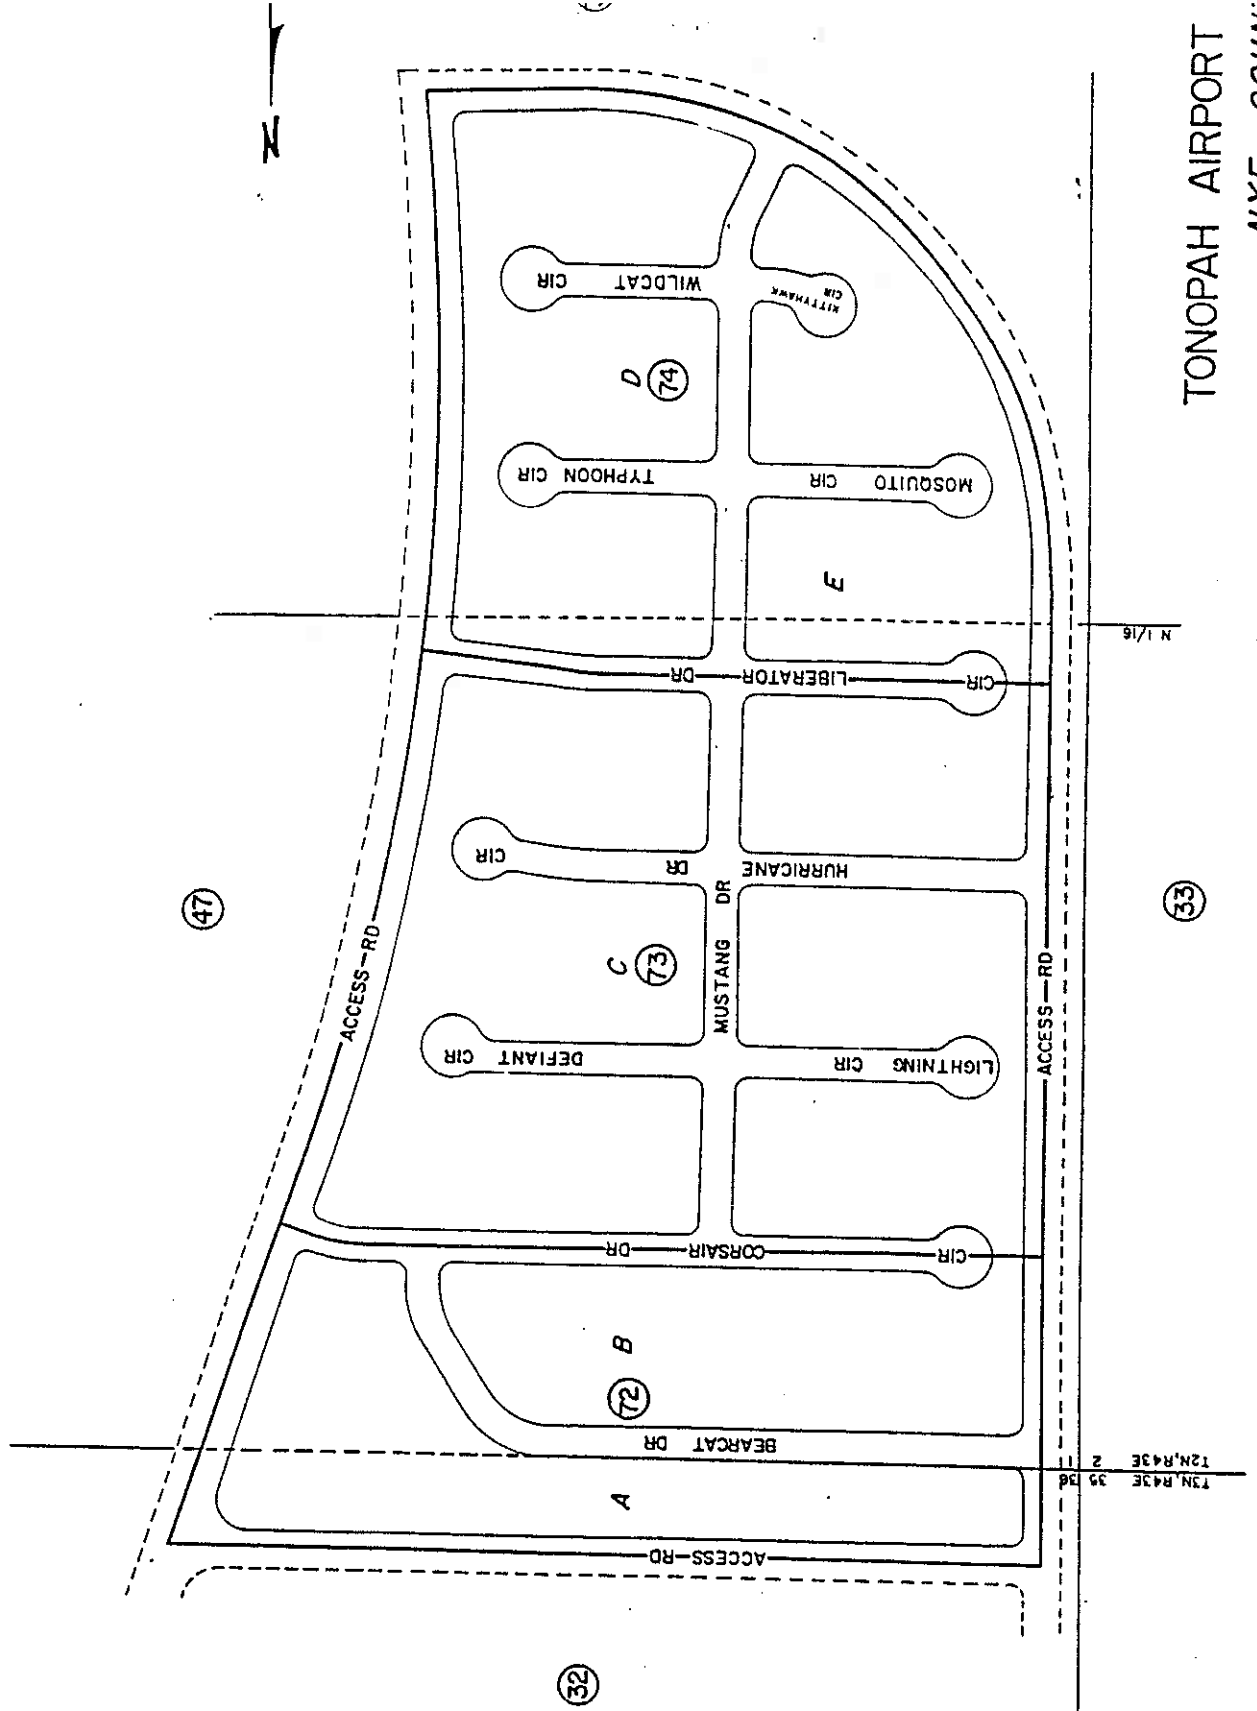 N
TONOPAH AIRPORT
WILDCAT CIR
KITTYHAWK
CIR
D
74
TYPHOON CIR
MOSQUITO CIR
E
N 1/16
LIBERATOR DR
CIR
47
CIR
HURRICANE DR
MUSTANG DR
33
C
73
ACCESS RD
ACCESS RD
DEFIANT CIR
LIGHTNING CIR
CORSAIR DR
CIR
B
72
BEARCAT DR
T2N,R43E 2 1
T3N,R43E 35 36
A
ACCESS RD
32